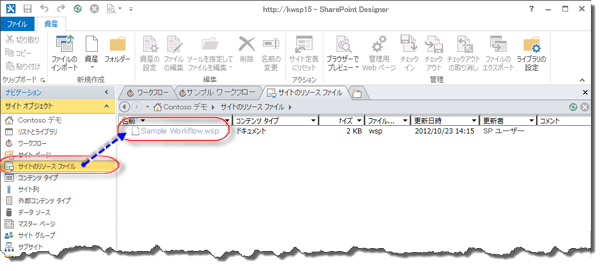 http://kwsp15 - SharePoint Designer
ファイル
資産
切り取り
コピー
貼り付け
クリップボード
ファイルの
インポート
フォルダー
新規作成
資産の
設定
ファイル
の編集
ツールを指定して
ファイルの編集
削除
名前の
変更
編集
サイト定義
にリセット
アクション
ブラウザーで
プレビュー
管理用
Web ページ
チェック
イン
チェック
アウト
チェックアウト
の取り消し
ファイルの
エクスポート
ライブラリの
設定
管理
ナビゲーション
サイト オブジェクト
Contoso デモ
リストとライブラリ
ワークフロー
サイト ページ
サイトのリソース ファイル
コンテンツ タイプ
サイト列
外部コンテンツ タイプ
データ ソース
マスター ページ
サイト グループ
サブサイト
ワークフロー
サンプル ワークフロー
サイトのリソース ファイル
Contoso デモ
サイトのリソース ファイル
名前
コンテンツ タイプ
サイズ
ファイル...
更新日時
更新者
コメント
Sample Workflow.wsp
ドキュメント
2 KB
wsp
2012/10/23 14:15
SP ユーザー